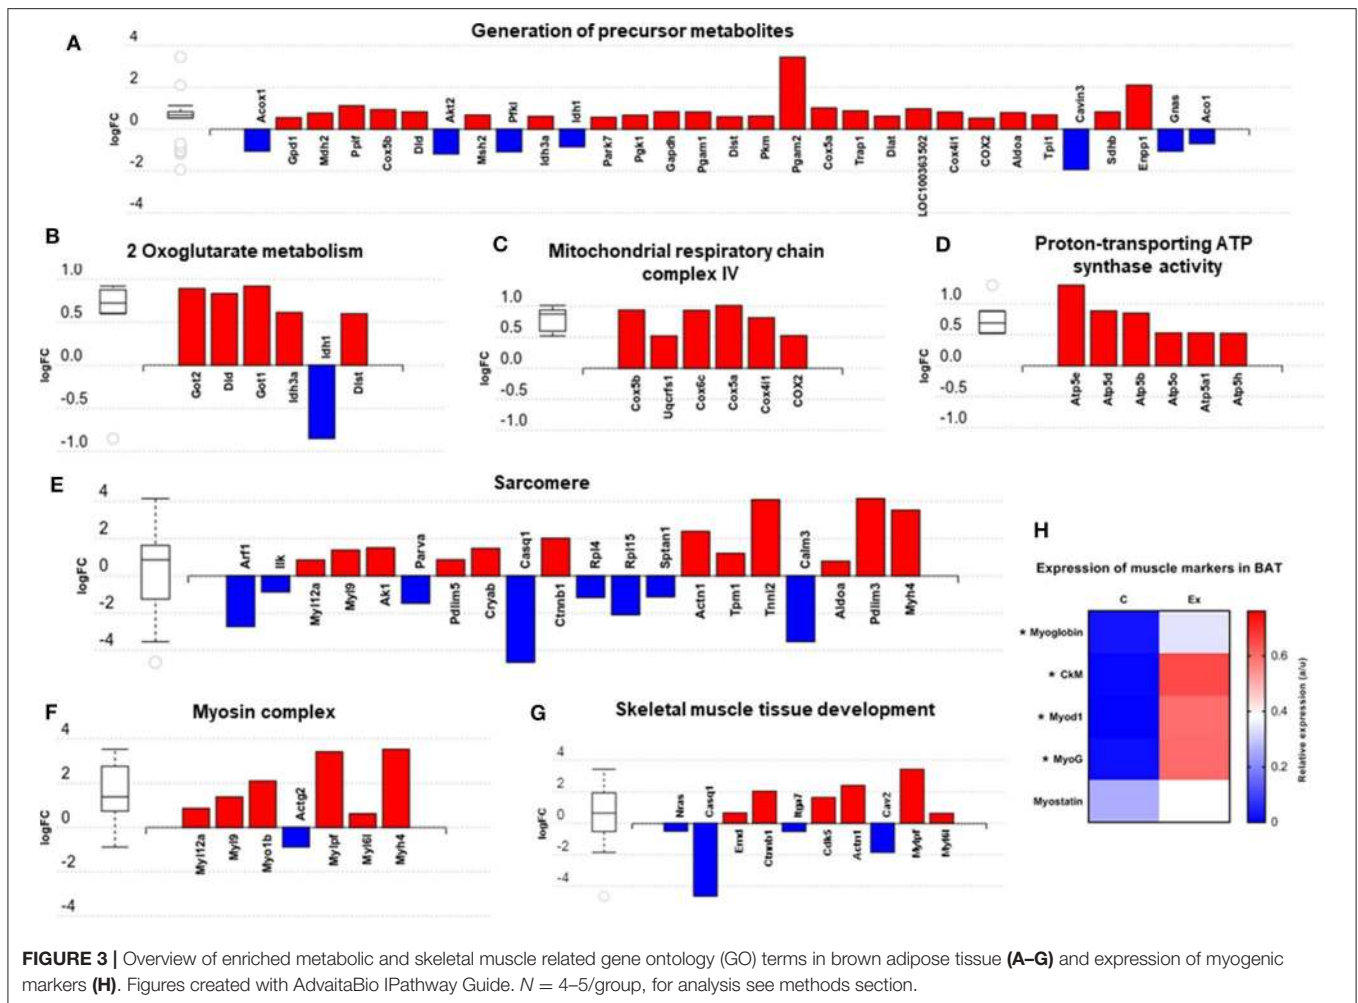 A
Generation of precursor metabolites
4
2
0
-2
-4
logFC
Acox1
Gpd1
Mdh2
Ppif
Cox5b
Dld
Akt2
Msh2
Pfkl
Idh3a
Idh1
Park7
Pgk1
Gapdh
Pgam1
Dlst
Pkm
Pgam2
Cox5a
Trap1
Dlat
LOC100363502
Cox4i1
COX2
Aldoa
Tpi1
Cavin3
Sdhb
Enpp1
Gnas
Aco1
B
2 Oxoglutarate metabolism
1.0
0.5
0.0
-0.5
-1.0
logFC
Got2
Dld
Got1
Idh3a
Idh1
Dlst
C
Mitochondrial respiratory chain
complex IV
1.0
0.5
0.0
-0.5
-1.0
logFC
Cox5b
Uqcrfs1
Cox6c
Cox5a
Cox4i1
COX2
D
Proton-transporting ATP
synthase activity
1.0
0.5
0.0
-0.5
-1.0
logFC
Atp5e
Atp5d
Atp5b
Atp5o
Atp5a1
Atp5h
E
Sarcomere
4
2
0
-2
-4
logFC
Arf1
Ilk
Myl12a
Myl9
Ak1
Parva
Pdlim5
Cryab
Casq1
Ctnnb1
Rpl4
Rpl15
Sptan1
Actn1
Tpm1
Tnni2
Calm3
Aldoa
Pdlim3
Myh4
F
Myosin complex
4
2
0
-2
-4
logFC
Myl12a
Myl9
Myo1b
Actg2
Mylpf
Myl6l
Myh4
G
Skeletal muscle tissue development
4
2
0
-2
-4
logFC
Nras
Casq1
Emd
Ctnnb1
Itga7
Cdk5
Actn1
Cav2
Mylpf
Myl6l
H
Expression of muscle markers in BAT
C Ex
* Myoglobin
* CkM
* Myod1
* MyoG
Myostatin
0.6
0.4
0.2
0
Relative expression (a/u)
FIGURE 3 | Overview of enriched metabolic and skeletal muscle related gene ontology (GO) terms in brown adipose tissue (A–G) and expression of myogenic
markers (H). Figures created with AdvaitaBio IPathway Guide. N = 4–5/group, for analysis see methods section.